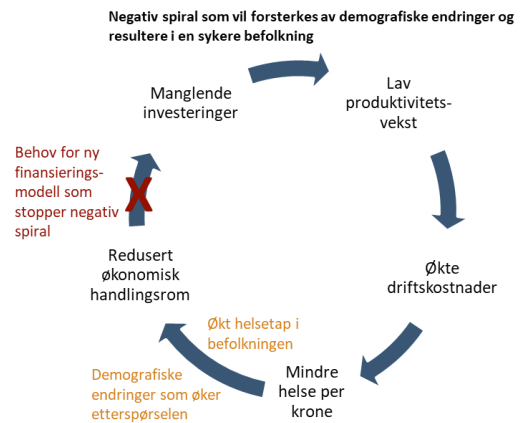 Negativ spiral som vil forsterkes av demografiske endringer og
resultere i en sykere befolkning
Manglende
investeringer
Lav
produktivitets-
vekst
Behov for ny
finansierings-
modell som
stopper negativ
spiral
Redusert
økonomisk
handlingsrom
Økte
driftskostnader
Økt helsetap i
befolkningen
Demografiske
endringer som øker
etterspørselen
Mindre
helse per
krone